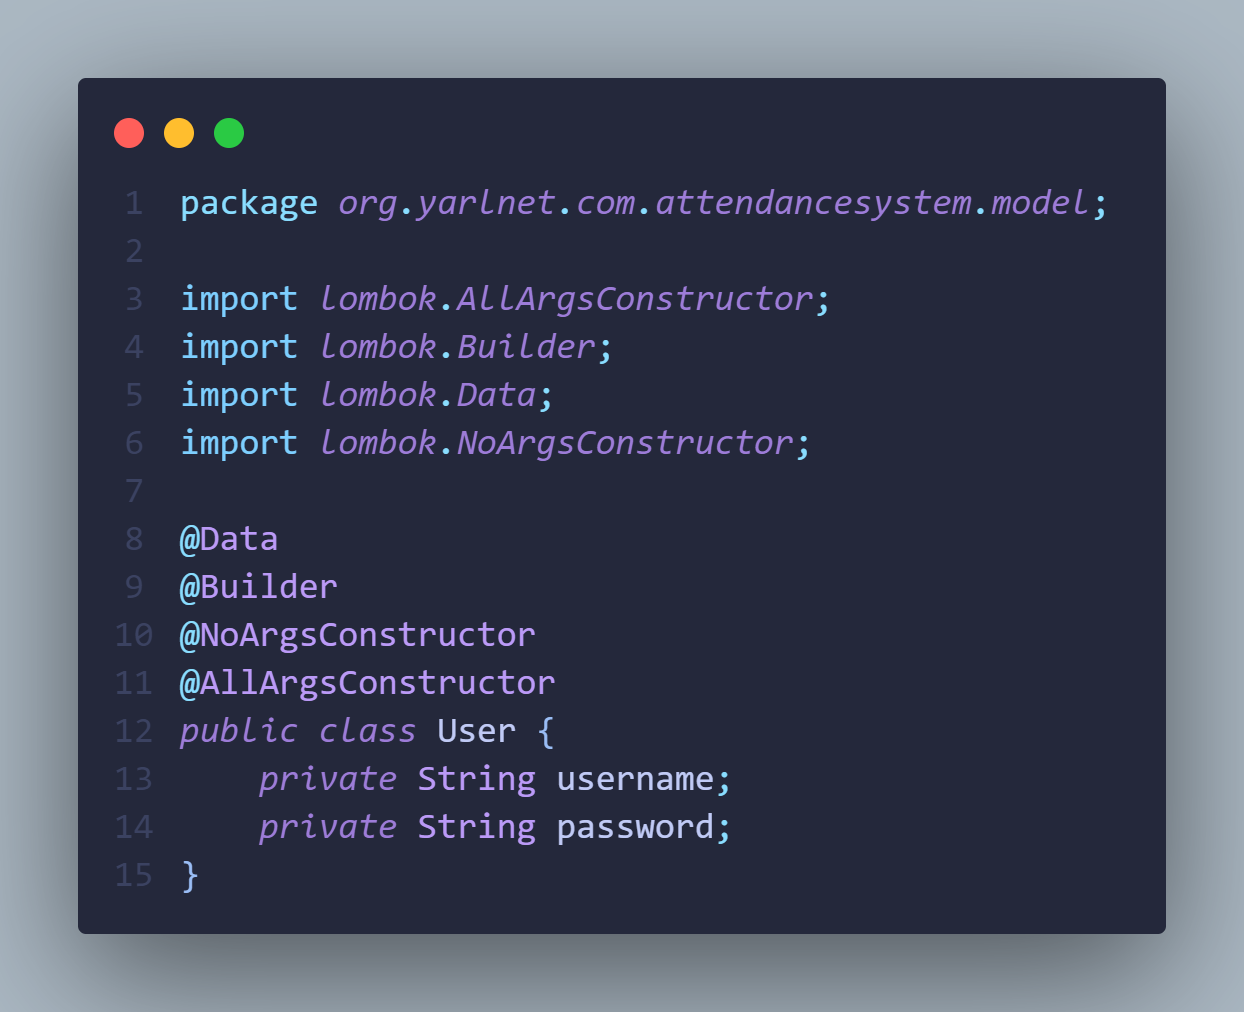 1 package org.yarlnet.com.attendancesystem.model;
2
3 import lombok.AllArgsConstructor;
4 import lombok.Builder;
5 import lombok.Data;
6 import lombok.NoArgsConstructor;
7
8 @Data
9 @Builder
10 @NoArgsConstructor
11 @AllArgsConstructor
12 public class User {
13     private String username;
14     private String password;
15 }